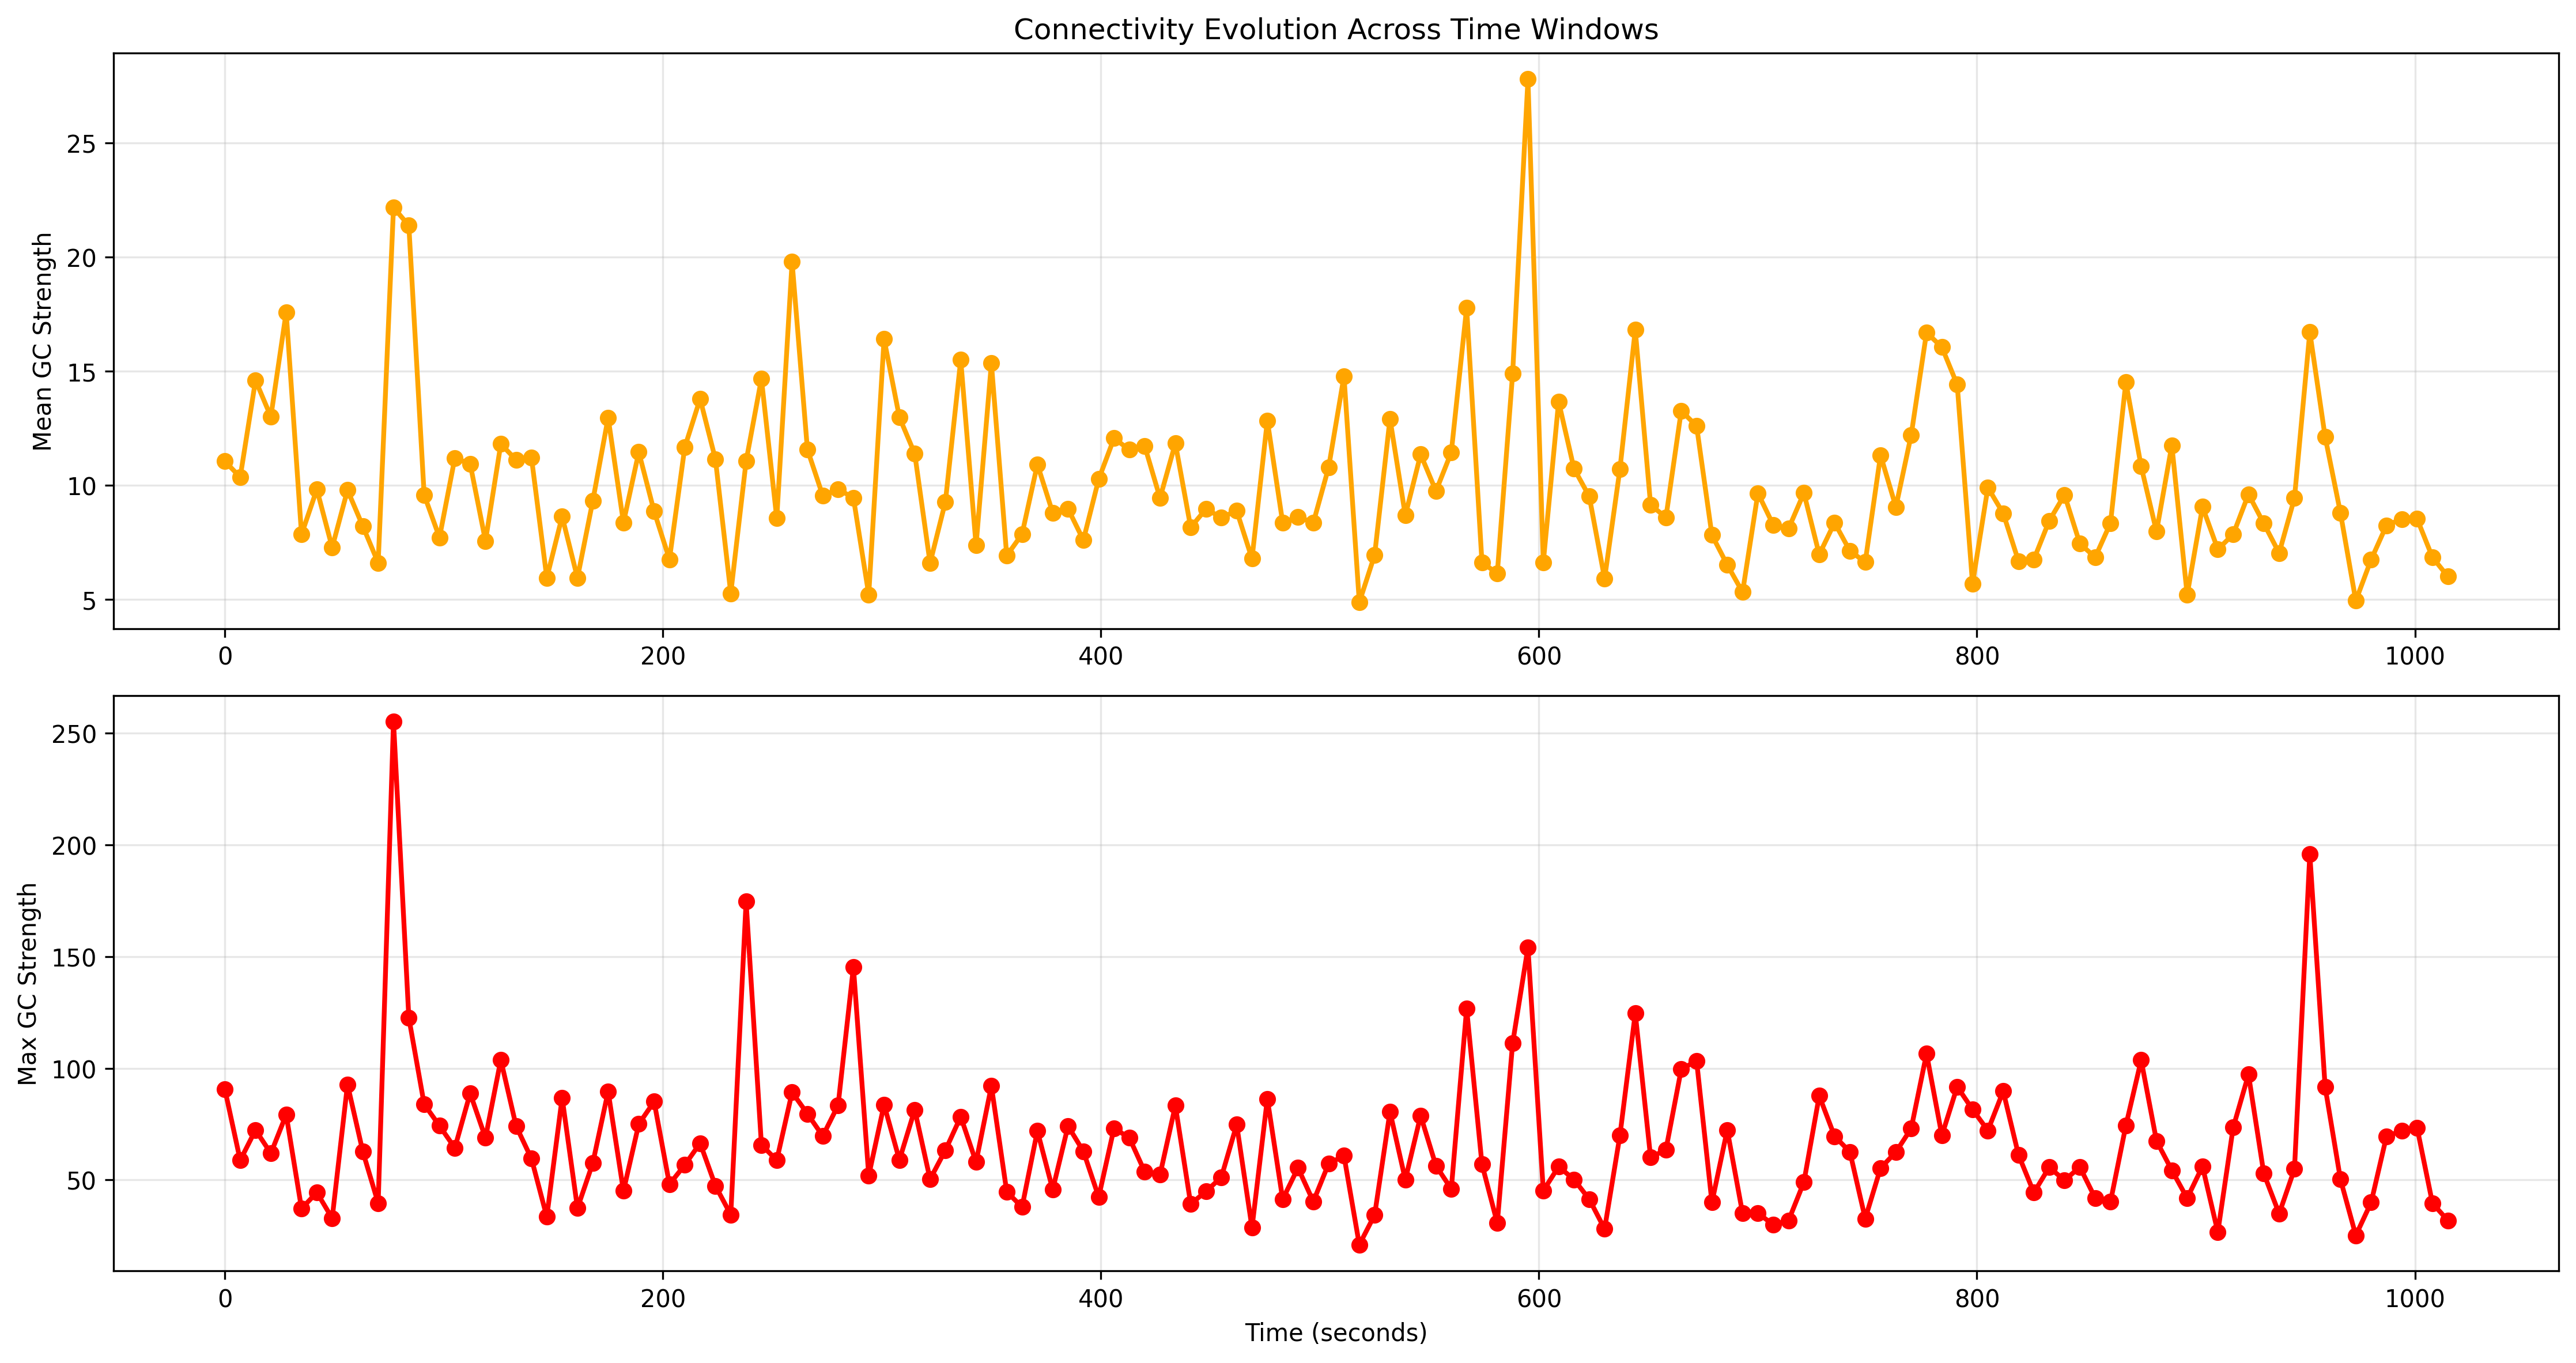 Connectivity Evolution Across Time Windows
Mean GC Strength
25
20
15
10
5
0 200 400 600 800 1000
Max GC Strength
250
200
150
100
50
0 200 400 600 800 1000
Time (seconds)